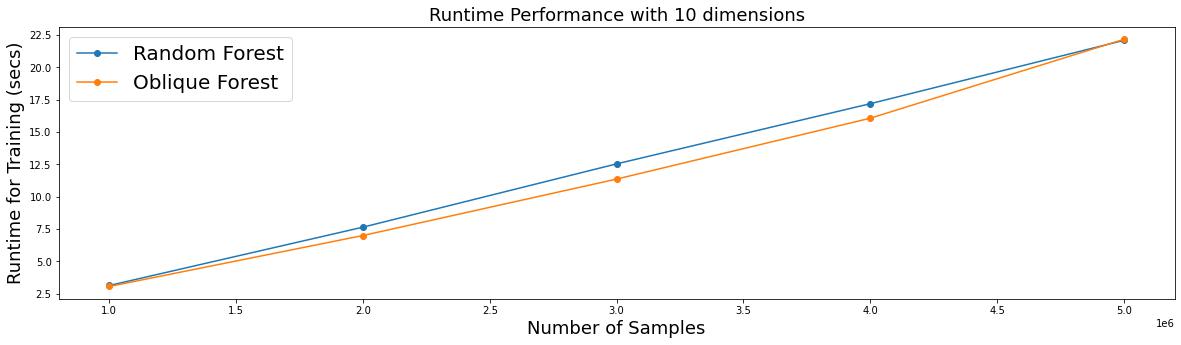 Runtime Performance with 10 dimensions
Random Forest
Oblique Forest
Runtime for Training (secs)
22.5
20.0
17.5
15.0
12.5
10.0
7.5
5.0
2.5
1.0 1.5 2.0 2.5 3.0 3.5 4.0 4.5 5.0
1e6
Number of Samples